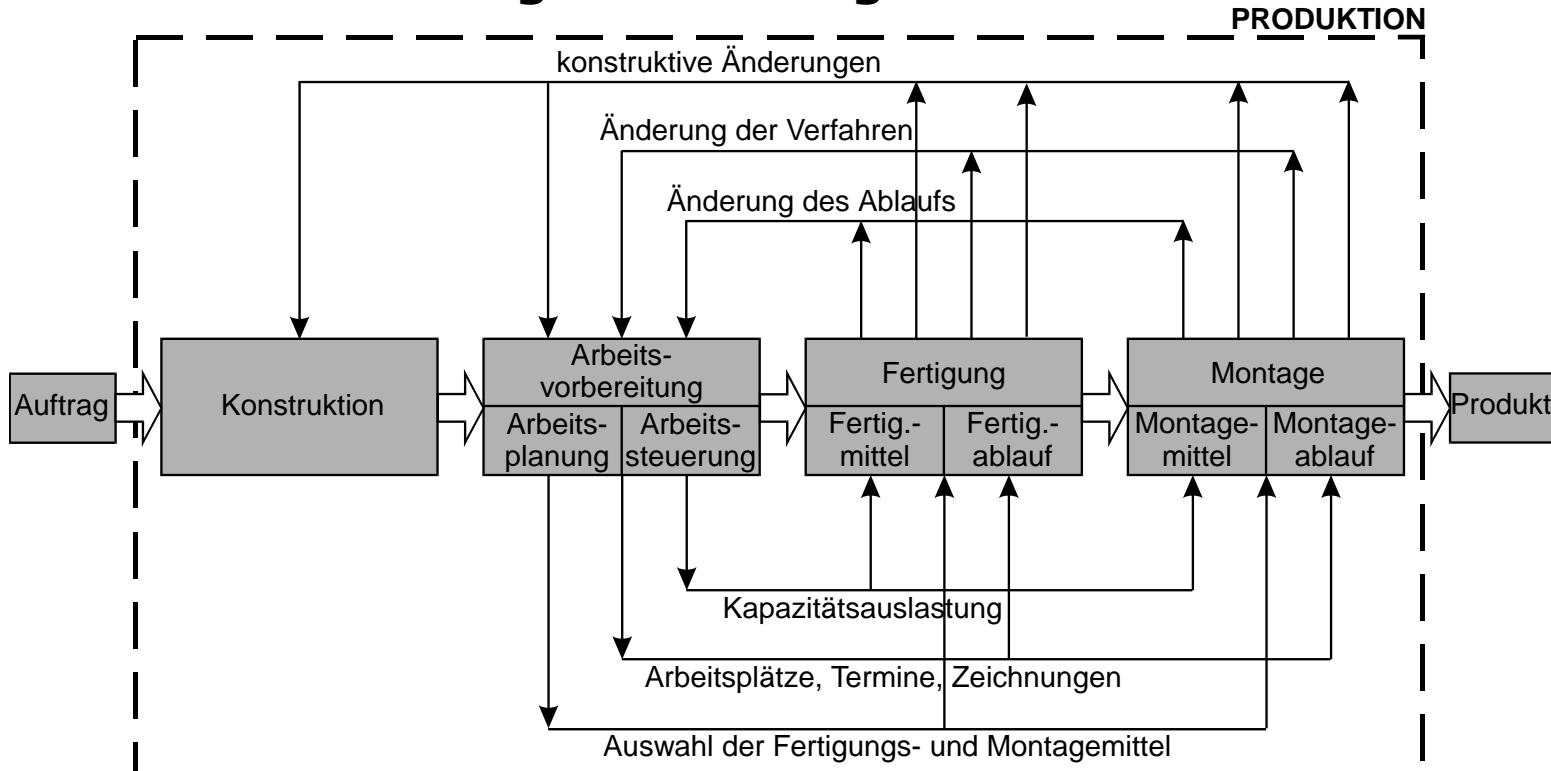 PRODUKTION
konstruktive Änderungen
Änderung der Verfahren
Änderung des Ablaufs
Auftrag
Konstruktion
Arbeits-
vorbereitung
Arbeits-
planung
Arbeits-
steuerung
Fertigung
Fertig.-
mittel
Fertig.-
ablauf
Montage
Montage-
mittel
Montage-
ablauf
Produkt
Kapazitätsauslastung
Arbeitsplätze, Termine, Zeichnungen
Auswahl der Fertigungs- und Montagemittel